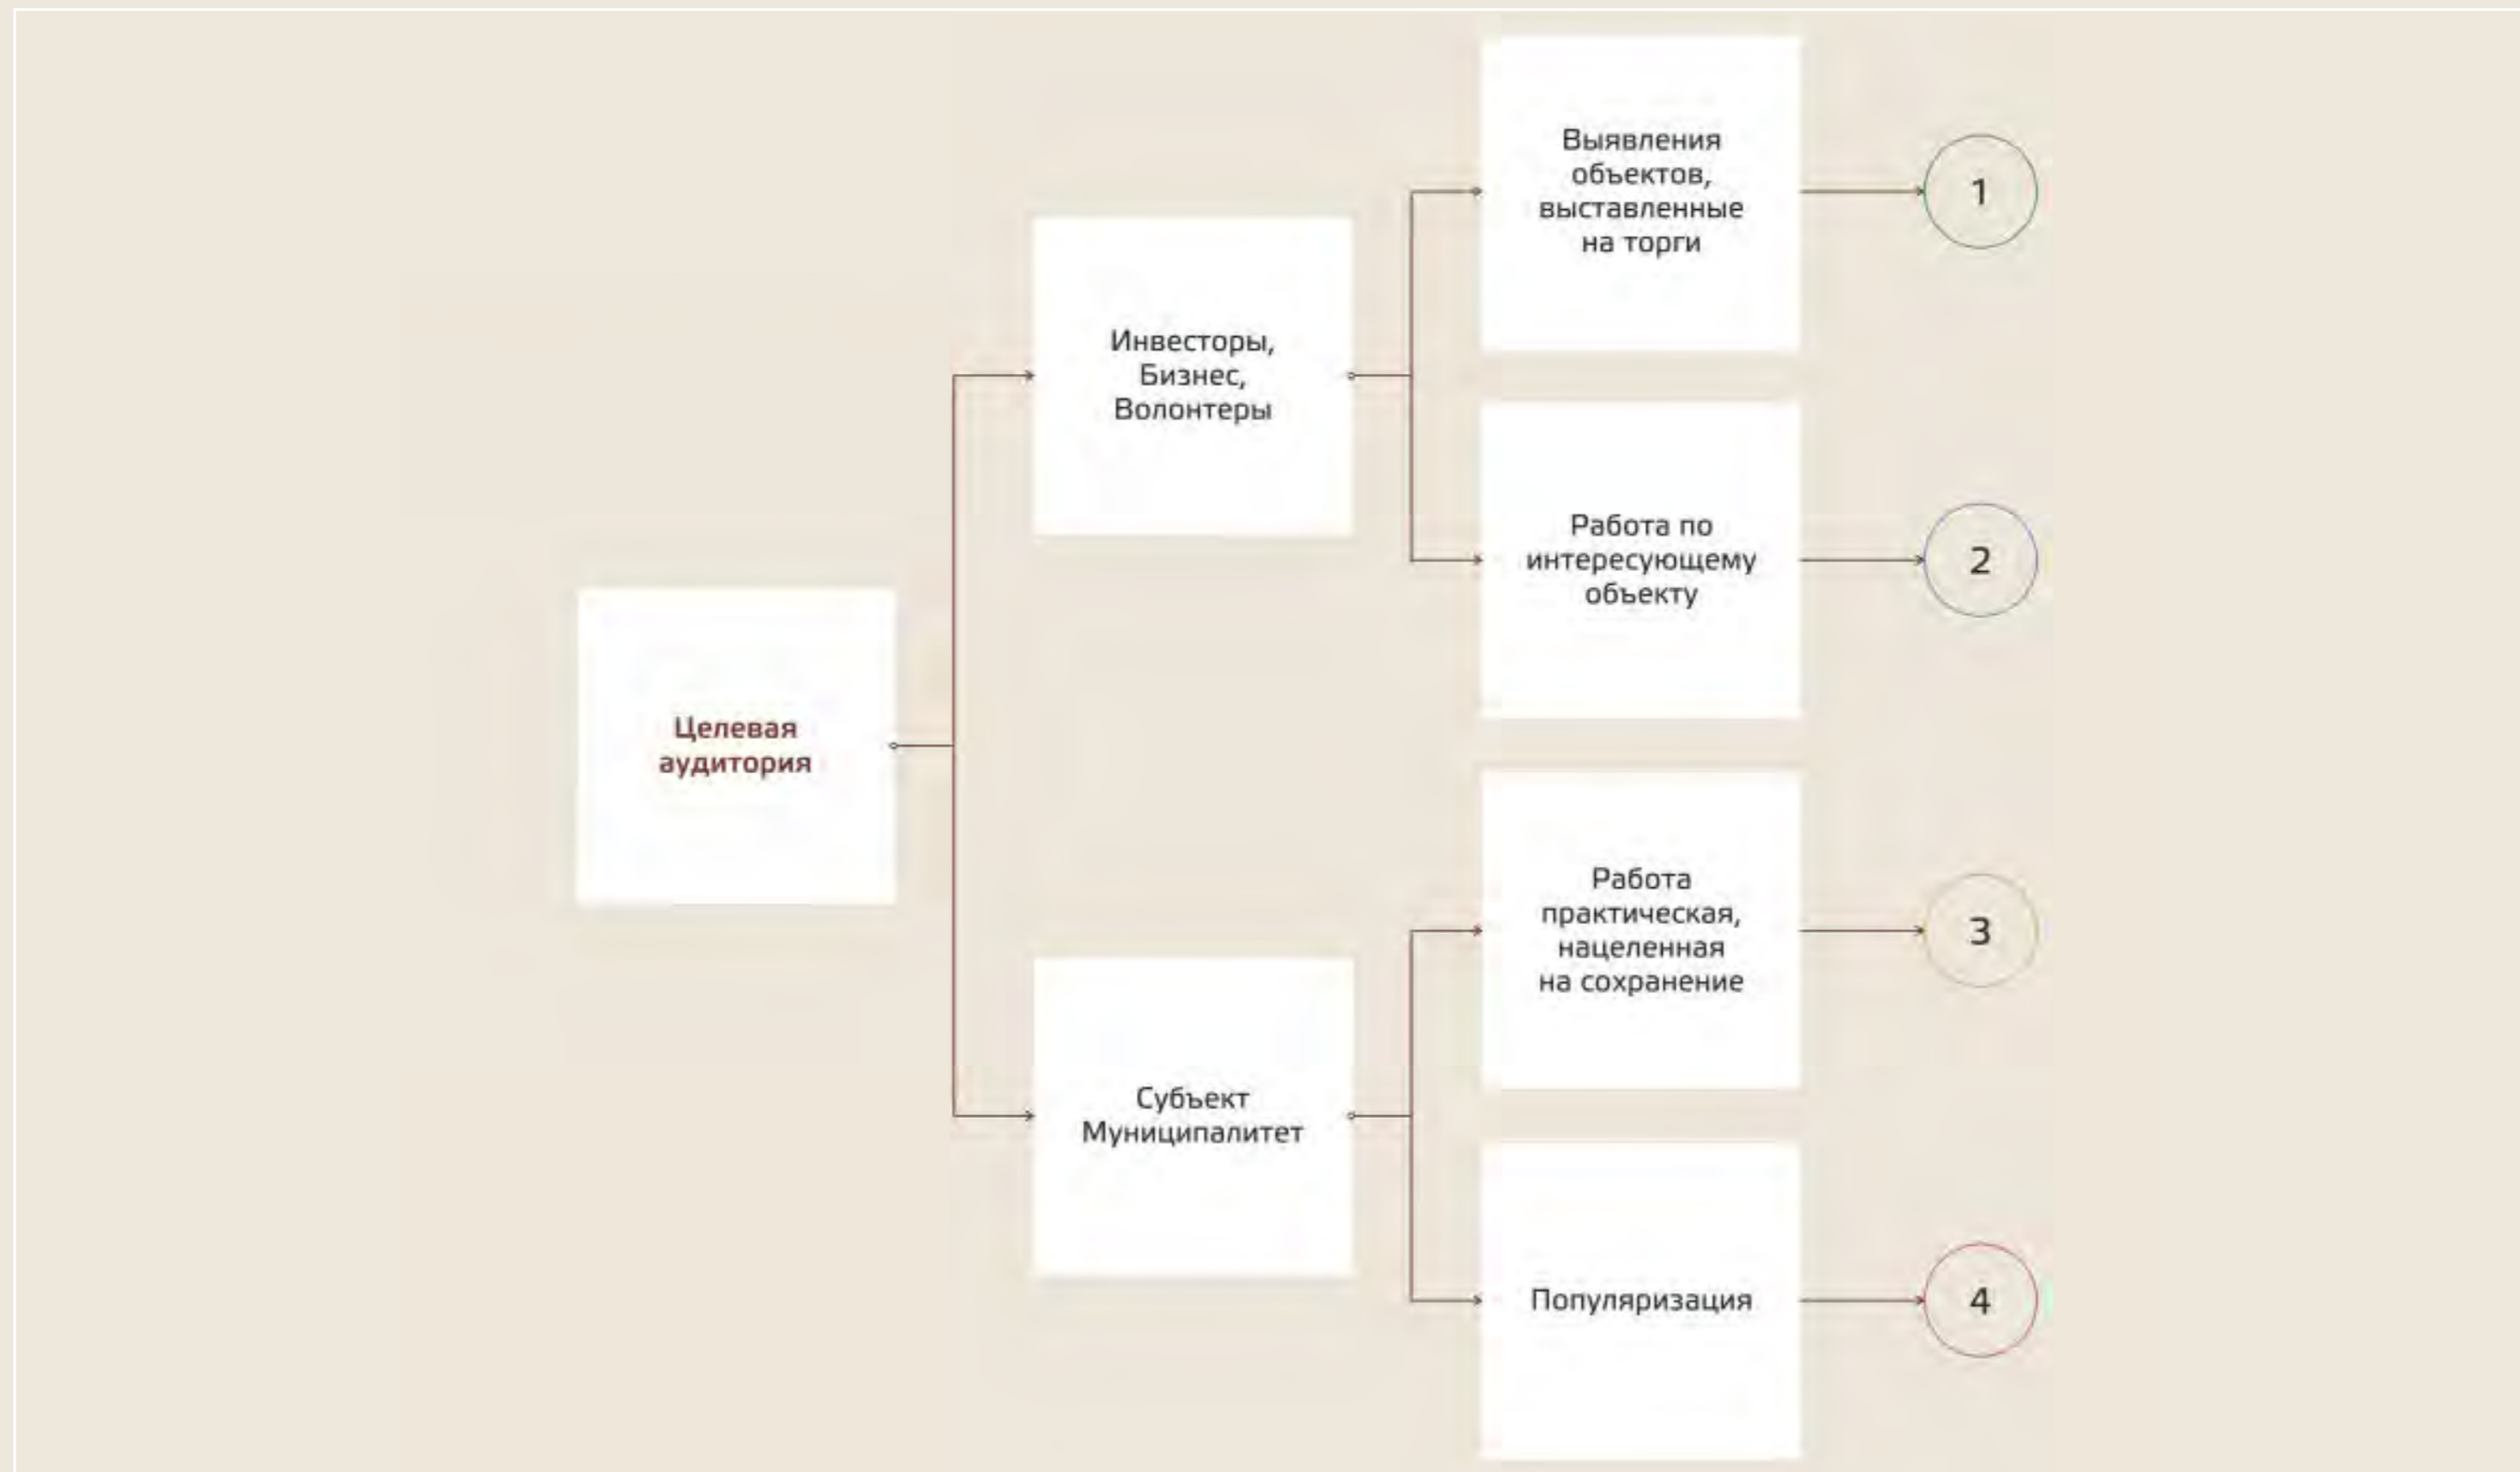 Целевая
аудитория
Инвесторы,
Бизнес,
Волонтеры
Субъект
Муниципалитет
Выявления
объектов,
выставленные
на торги
1
Работа по
интересующему
объекту
2
Работа
практическая,
нацеленная
на сохранение
3
Популяризация
4